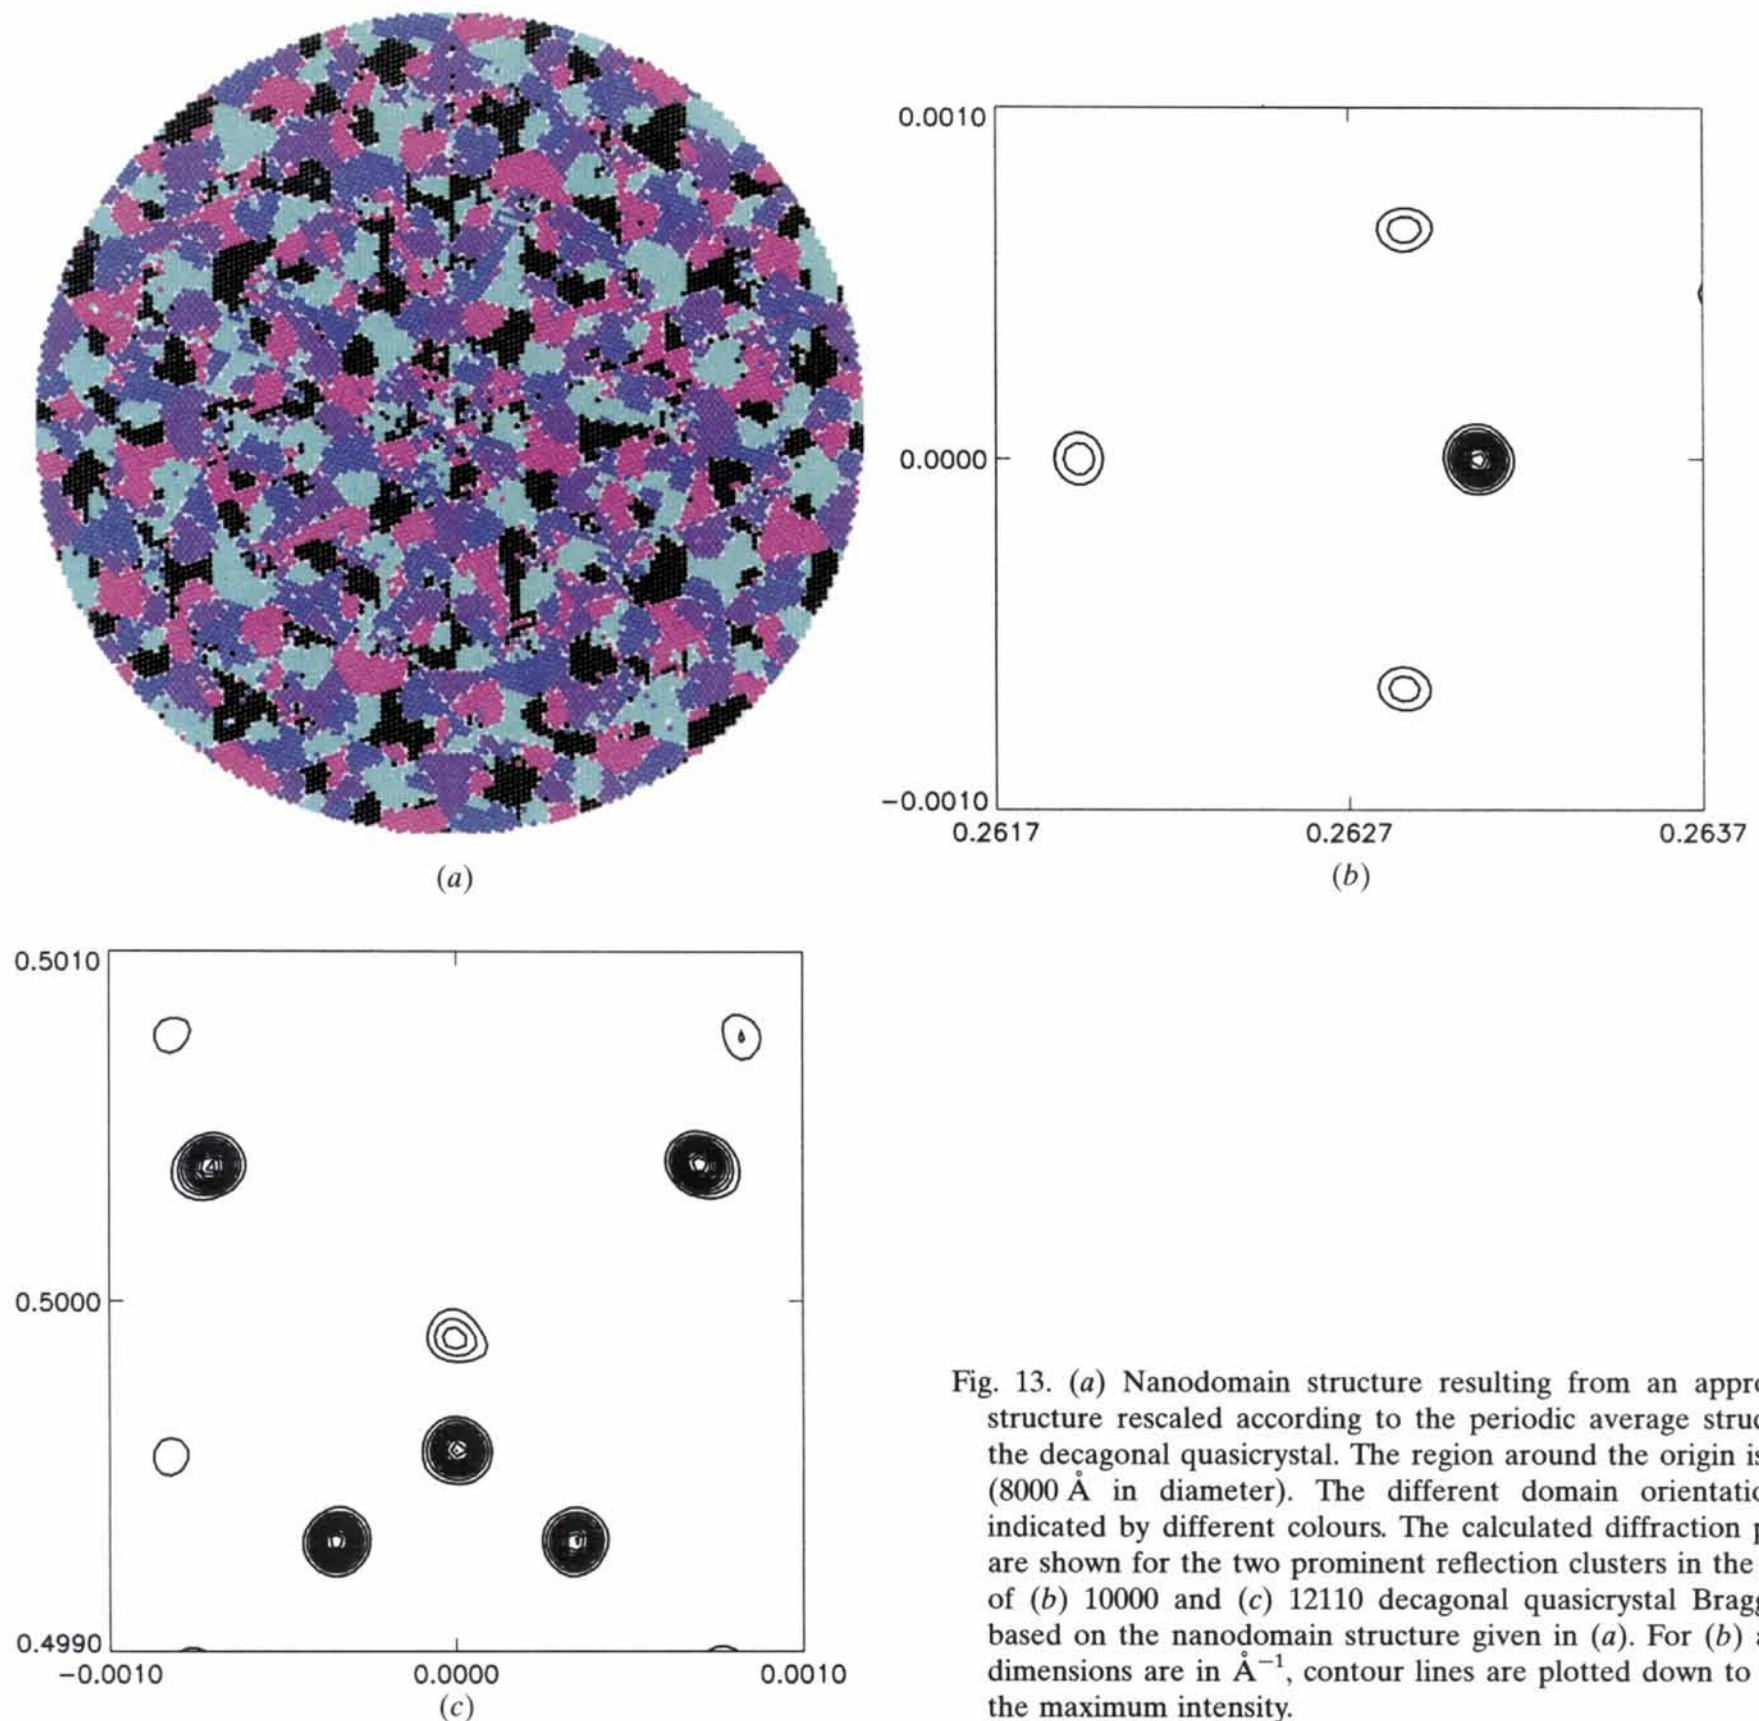 0.0010
0.0000
−0.0010
0.2617 0.2627 0.2637
(a)
(b)
0.5010
0.5000
0.4990
−0.0010 0.0000 0.0010
(c)
Fig. 13. (a) Nanodomain structure resulting from an appro
structure rescaled according to the periodic average struc
the decagonal quasicrystal. The region around the origin is
(8000 Å in diameter). The different domain orientatio
indicated by different colours. The calculated diffraction p
are shown for the two prominent reflection clusters in the
of (b) 10000 and (c) 12110 decagonal quasicrystal Bragg
based on the nanodomain structure given in (a). For (b) a
dimensions are in Å⁻¹, contour lines are plotted down to
the maximum intensity.